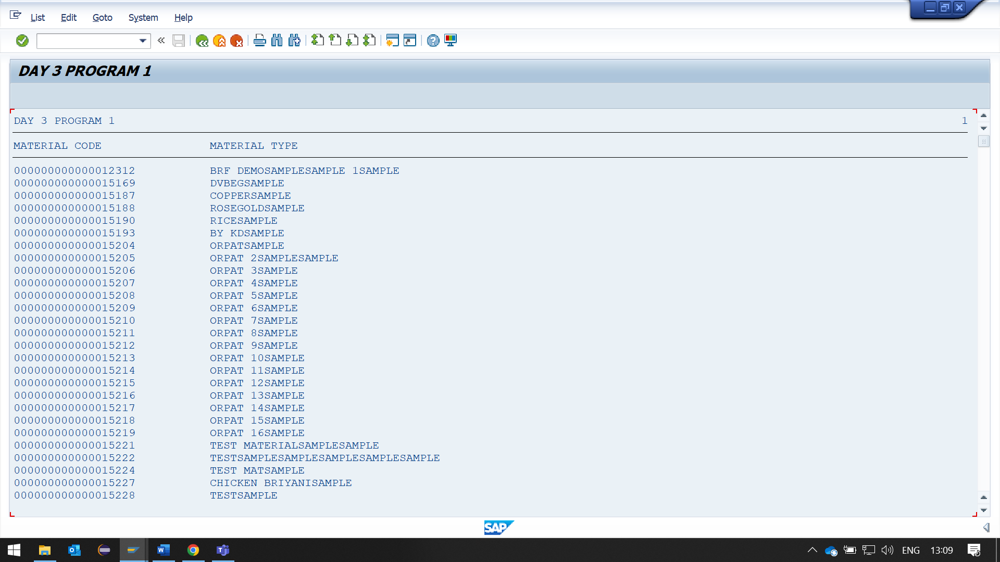 List Edit Goto System Help
DAY 3 PROGRAM 1
DAY 3 PROGRAM 1 1
MATERIAL CODE MATERIAL TYPE
000000000000012312 BRF DEMOSAMPLESAMPLE 1SAMPLE
000000000000015169 DVBEGSAMPLE
000000000000015187 COPPERSAMPLE
000000000000015188 ROSEGOLDSAMPLE
000000000000015190 RICESAMPLE
000000000000015193 BY KDSAMPLE
000000000000015204 ORPATSAMPLE
000000000000015205 ORPAT 2SAMPLESAMPLE
000000000000015206 ORPAT 3SAMPLE
000000000000015207 ORPAT 4SAMPLE
000000000000015208 ORPAT 5SAMPLE
000000000000015209 ORPAT 6SAMPLE
000000000000015210 ORPAT 7SAMPLE
000000000000015211 ORPAT 8SAMPLE
000000000000015212 ORPAT 9SAMPLE
000000000000015213 ORPAT 10SAMPLE
000000000000015214 ORPAT 11SAMPLE
000000000000015215 ORPAT 12SAMPLE
000000000000015216 ORPAT 13SAMPLE
000000000000015217 ORPAT 14SAMPLE
000000000000015218 ORPAT 15SAMPLE
000000000000015219 ORPAT 16SAMPLE
000000000000015221 TEST MATERIALSAMPLESAMPLE
000000000000015222 TESTSAMPLESAMPLESAMPLESAMPLESAMPLE
000000000000015224 TEST MATSAMPLE
000000000000015227 CHICKEN BRIYANISAMPLE
000000000000015228 TESTSAMPLE
SAP
ENG 13:09